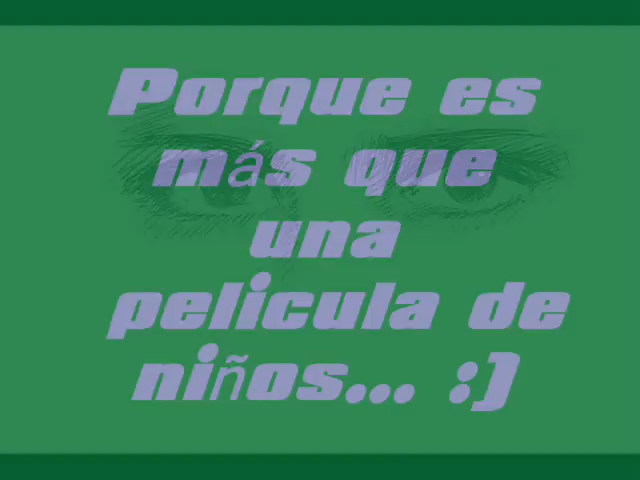 Porque es
más que
una
pelicula de
niños... :)